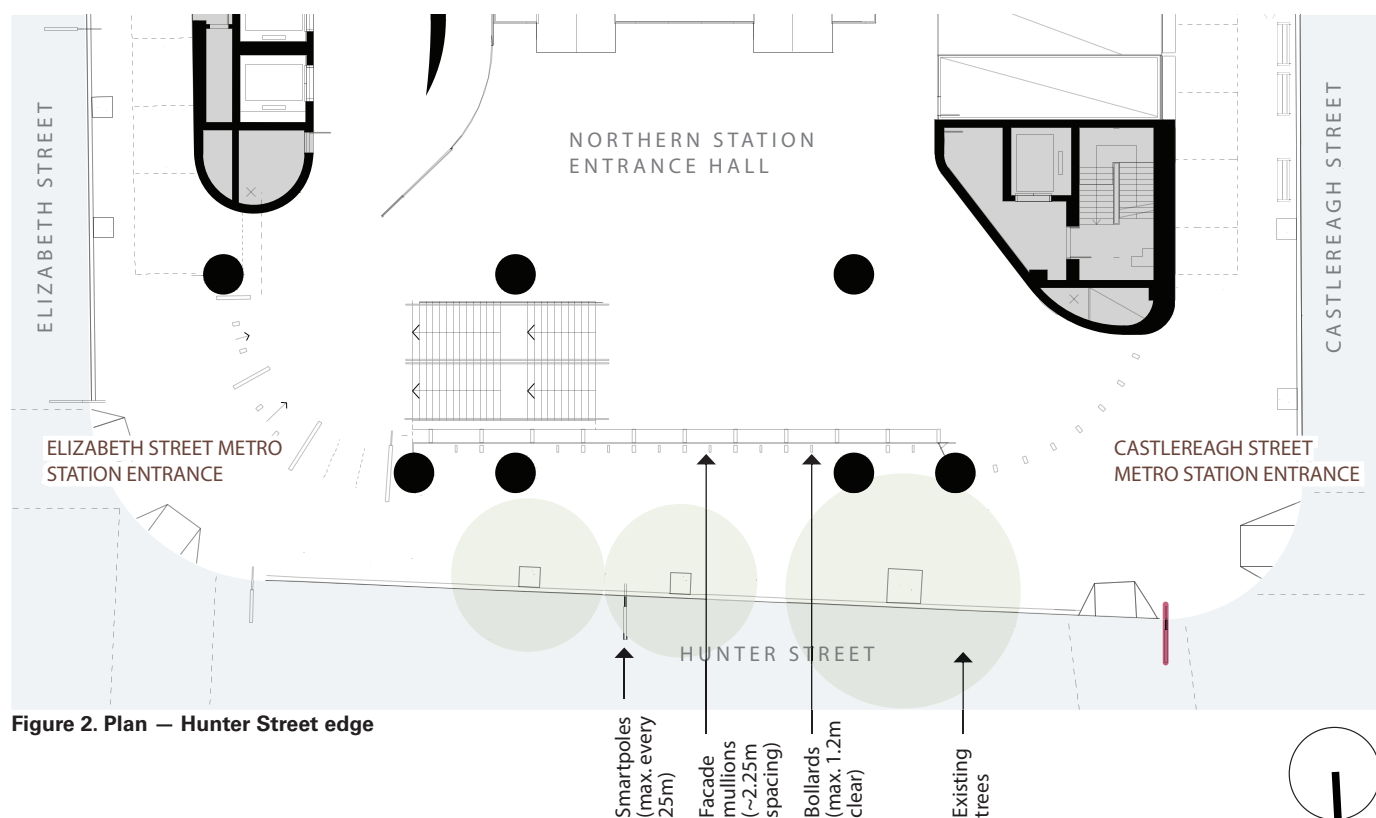 ELIZABETH STREET
NORTHERN STATION
ENTRANCE HALL
CASTLEREAGH STREET
ELIZABETH STREET METRO
STATION ENTRANCE
CASTLEREAGH STREET
METRO STATION ENTRANCE
HUNTER STREET
Figure 2. Plan — Hunter Street edge
Smartpoles
(max. every
25m)
Facade
mullions
(~2.25m
spacing)
Bollards
(max. 1.2m
clear)
Existing
trees